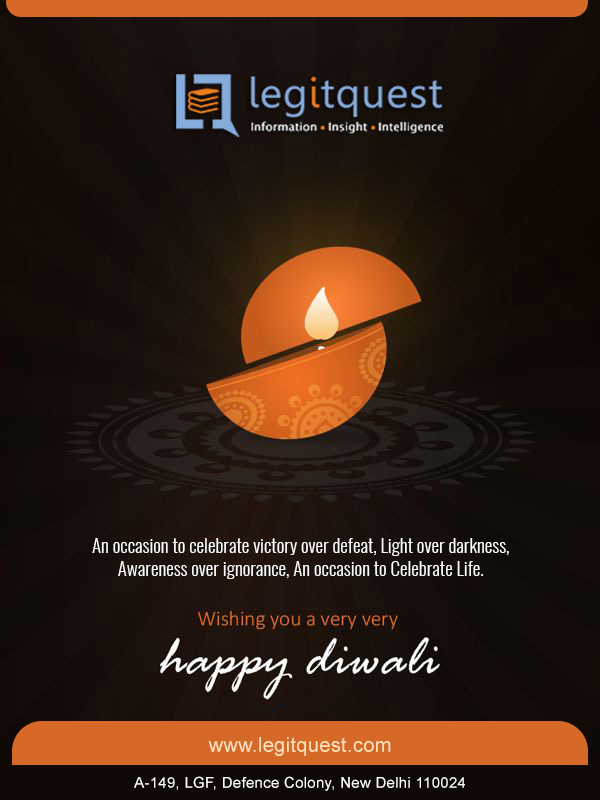 legitquest
Information • Insight • Intelligence
An occasion to celebrate victory over defeat, Light over darkness,
Awareness over ignorance, An occasion to Celebrate Life.
Wishing you a very very
happy diwali
www.legitquest.com
A-149, LGF, Defence Colony, New Delhi 110024